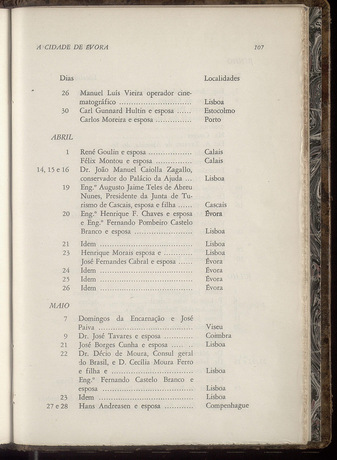 A CIDADE DE ÉVORA 107
Dias Localidades
26 Manuel Luís Vieira operador cine-
matográfico ........................ Lisboa
30 Carl Gunnard Hultin e esposa ...... Estocolmo
Carlos Moreira e esposa ............ Porto
ABRIL
1 René Goulin e esposa ............... Calais
Félix Montou e esposa ............. Calais
14, 15 e 16 Dr. João Manuel Caiolla Zagallo,
conservador do Palácio da Ajuda ... Lisboa
19 Eng.º Augusto Jaime Teles de Abreu
Nunes, Presidente da Junta de Tu-
rismo de Cascais, esposa e filha ...... Cascais
20 Eng.º Henrique F. Chaves e esposa Évora
e Eng.º Fernando Pombeiro Castelo
Branco e esposa ..................... Lisboa
21 Idem ................................. Lisboa
23 Henrique Morais esposa e ........... Lisboa
José Fernandes Cabral e esposa ..... Évora
24 Idem ................................. Évora
25 Idem ................................. Évora
26 Idem ................................. Évora
MAIO
7 Domingos da Encarnação e José
Paiva ................................ Viseu
9 Dr. José Tavares e esposa ........... Coimbra
21 José Borges Cunha e esposa ........ Lisboa
22 Dr. Décio de Moura, Consul geral
do Brasil, e D. Cecília Moura Ferro
e filha e ............................. Lisboa
Eng.º Fernando Castelo Branco e
esposa ............................... Lisboa
23 Idem ................................. Lisboa
27 e 28 Hans Andreasen e esposa ........... Compenhague